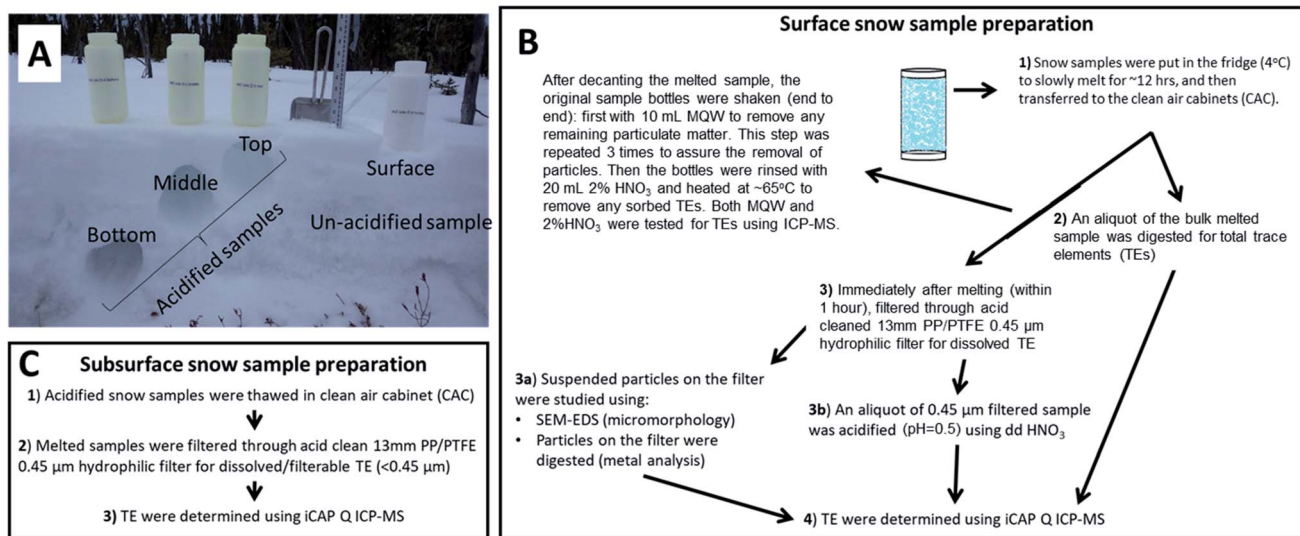 A
Top
Middle
Bottom
Acidified samples
Surface
Un-acidified sample
B
Surface snow sample preparation
After decanting the melted sample, the
original sample bottles were shaken (end to
end): first with 10 mL MQW to remove any
remaining particulate matter. This step was
repeated 3 times to assure the removal of
particles. Then the bottles were rinsed with
20 mL 2% HNO₃ and heated at ~65ºC to
remove any sorbed TEs. Both MQW and
2%HNO₃ were tested for TEs using ICP-MS.
1) Snow samples were put in the fridge (4ºC)
to slowly melt for ~12 hrs, and then
transferred to the clean air cabinets (CAC).
2) An aliquot of the bulk melted
sample was digested for total trace
elements (TEs)
3) Immediately after melting (within
1 hour), filtered through acid
cleaned 13mm PP/PTFE 0.45 µm
hydrophilic filter for dissolved TE
3a) Suspended particles on the filter
were studied using:
• SEM-EDS (micromorphology)
• Particles on the filter were
digested (metal analysis)
3b) An aliquot of 0.45 µm filtered sample
was acidified (pH=0.5) using dd HNO₃
4) TE were determined using iCAP Q ICP-MS
C
Subsurface snow sample preparation
1) Acidified snow samples were thawed in clean air cabinet (CAC)
2) Melted samples were filtered through acid clean 13mm PP/PTFE
0.45 µm hydrophilic filter for dissolved/filterable TE (<0.45 µm)
3) TE were determined using iCAP Q ICP-MS